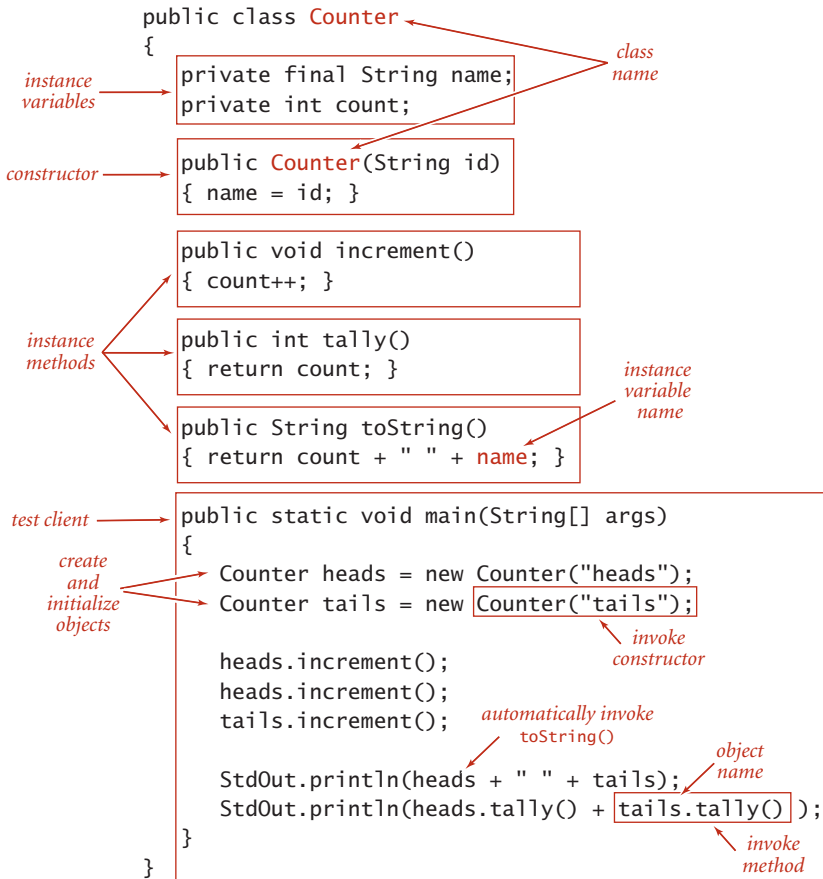 public class Counter
{
class
name
instance
variables
private final String name;
private int count;
constructor
public Counter(String id)
{ name = id; }
public void increment()
{ count++; }
instance
methods
public int tally()
{ return count; }
instance
variable
name
public String toString()
{ return count + " " + name; }
test client
public static void main(String[] args)
{
create
and
initialize
objects
Counter heads = new Counter("heads");
Counter tails = new Counter("tails");
invoke
constructor
heads.increment();
heads.increment();
tails.increment();
automatically invoke
toString()
object
name
StdOut.println(heads + " " + tails);
StdOut.println(heads.tally() + tails.tally() );
invoke
method
}
}